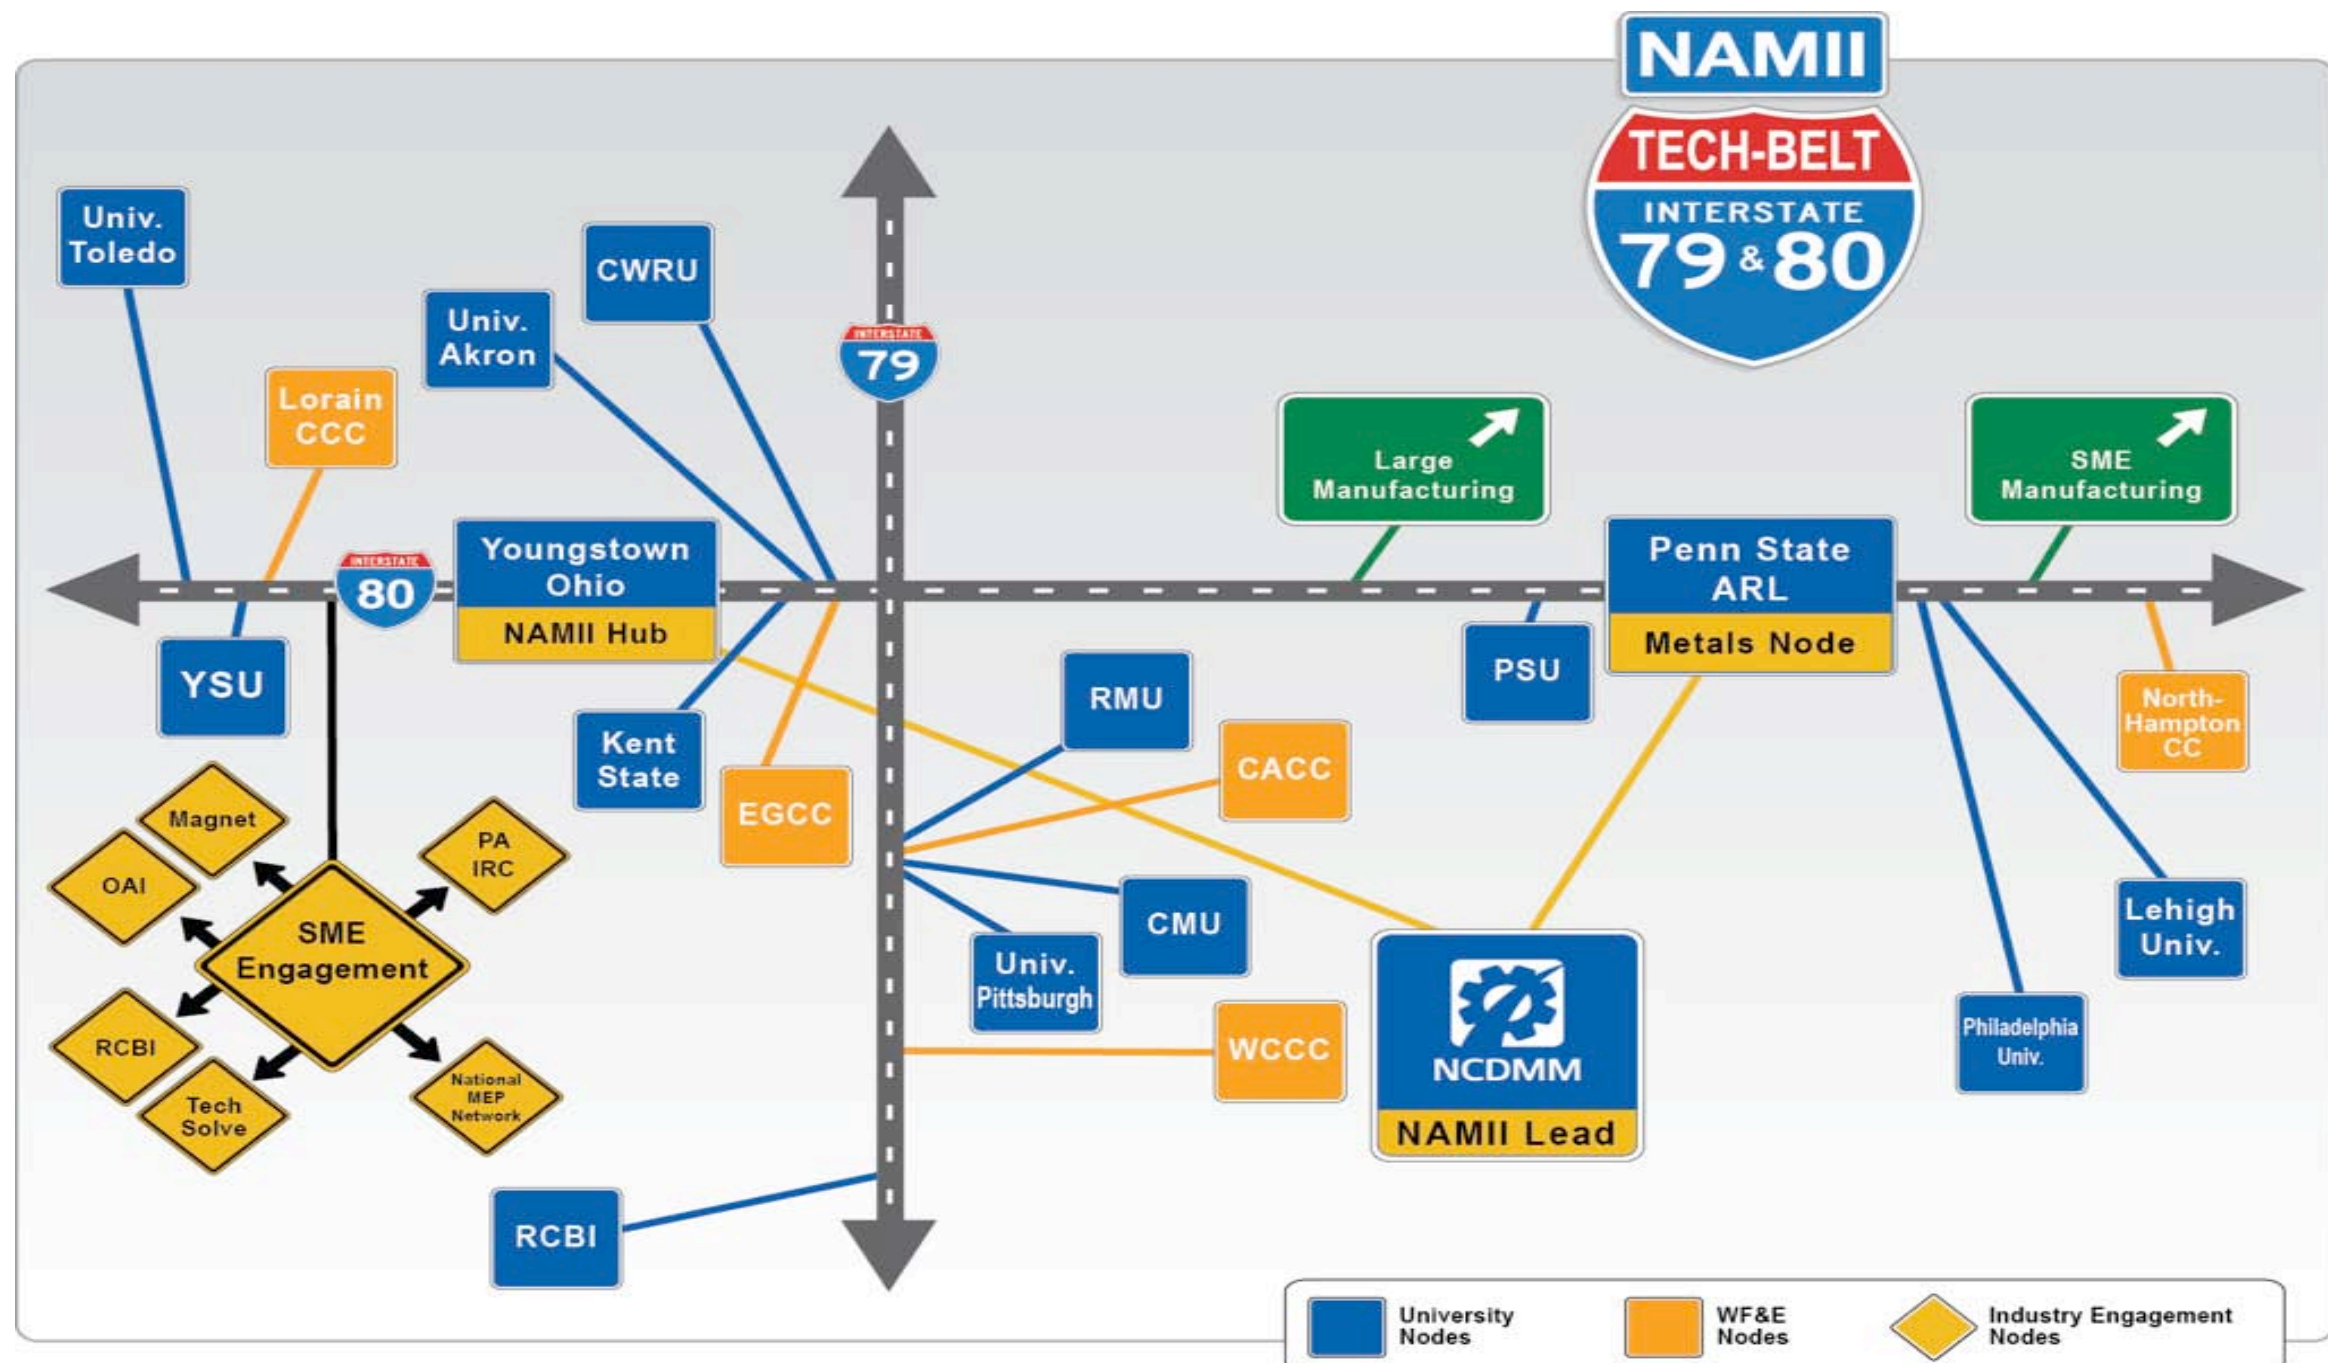 NAMII
TECH-BELT
INTERSTATE
79 & 80
Univ.
Toledo
CWRU
Univ.
Akron
INTERSTATE
79
Lorain
CCC
Large
Manufacturing
SME
Manufacturing
INTERSTATE
80
Youngstown
Ohio
NAMII Hub
Penn State
ARL
Metals Node
YSU
PSU
RMU
North-
Hampton
CC
Kent
State
CACC
EGCC
Magnet
PA
IRC
OAI
SME
Engagement
CMU
Lehigh
Univ.
Univ.
Pittsburgh
RCBI
WCCC
NCDMM
NAMII Lead
Philadelphia
Univ.
Tech
Solve
National
MEP
Network
RCBI
University
Nodes
WF&E
Nodes
Industry Engagement
Nodes